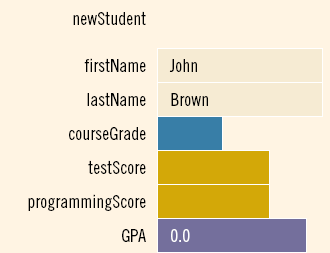 newStudent
firstName John
lastName Brown
courseGrade
testScore
programmingScore
GPA 0.0